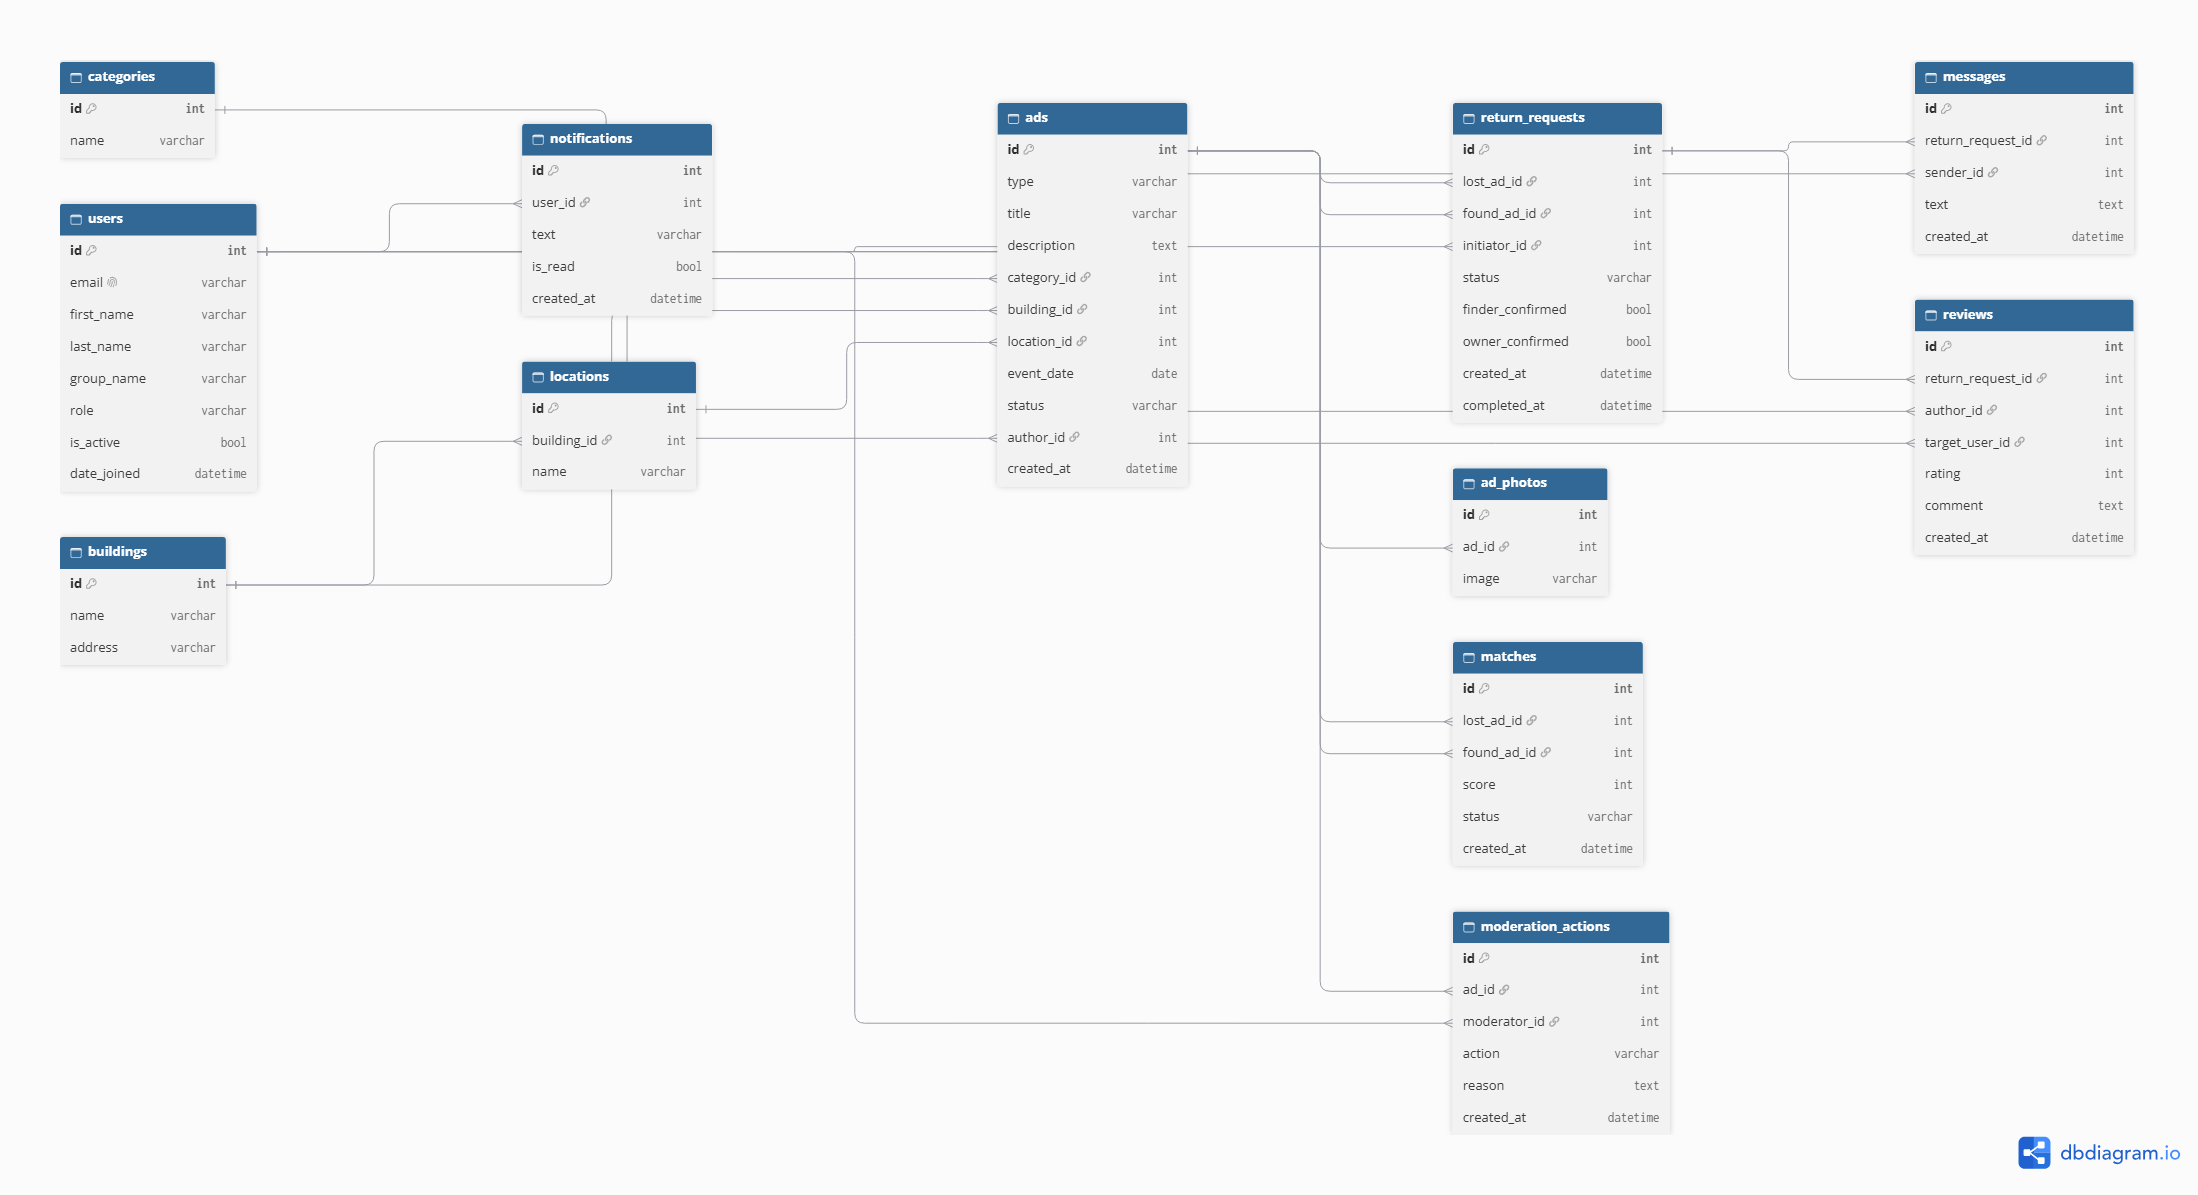 categories
id int
name varchar
users
id int
email varchar
first_name varchar
last_name varchar
group_name varchar
role varchar
is_active bool
date_joined datetime
buildings
id int
name varchar
address varchar
notifications
id int
user_id int
text varchar
is_read bool
created_at datetime
locations
id int
building_id int
name varchar
ads
id int
type varchar
title varchar
description text
category_id int
building_id int
location_id int
event_date date
status varchar
author_id int
created_at datetime
return_requests
id int
lost_ad_id int
found_ad_id int
initiator_id int
status varchar
finder_confirmed bool
owner_confirmed bool
created_at datetime
completed_at datetime
ad_photos
id int
ad_id int
image varchar
matches
id int
lost_ad_id int
found_ad_id int
score int
status varchar
created_at datetime
moderation_actions
id int
ad_id int
moderator_id int
action varchar
reason text
created_at datetime
messages
id int
return_request_id int
sender_id int
text text
created_at datetime
reviews
id int
return_request_id int
author_id int
target_user_id int
rating int
comment text
created_at datetime
dbdiagram.io